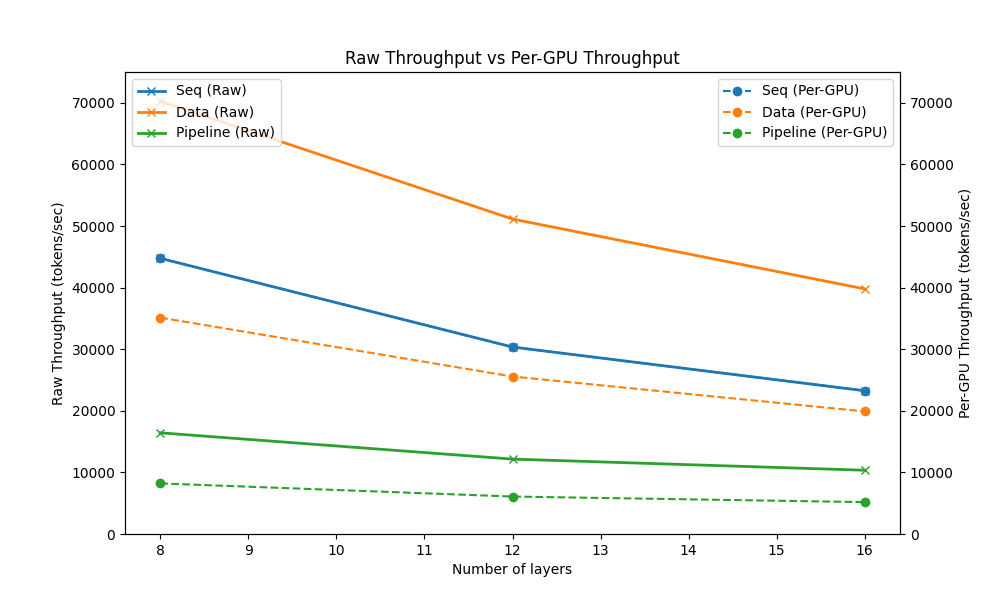 Raw Throughput vs Per-GPU Throughput
Seq (Raw)
Data (Raw)
Pipeline (Raw)
Seq (Per-GPU)
Data (Per-GPU)
Pipeline (Per-GPU)
Raw Throughput (tokens/sec)
70000
60000
50000
40000
30000
20000
10000
0
70000
60000
50000
40000
30000
20000
10000
0
Per-GPU Throughput (tokens/sec)
8 9 10 11 12 13 14 15 16
Number of layers